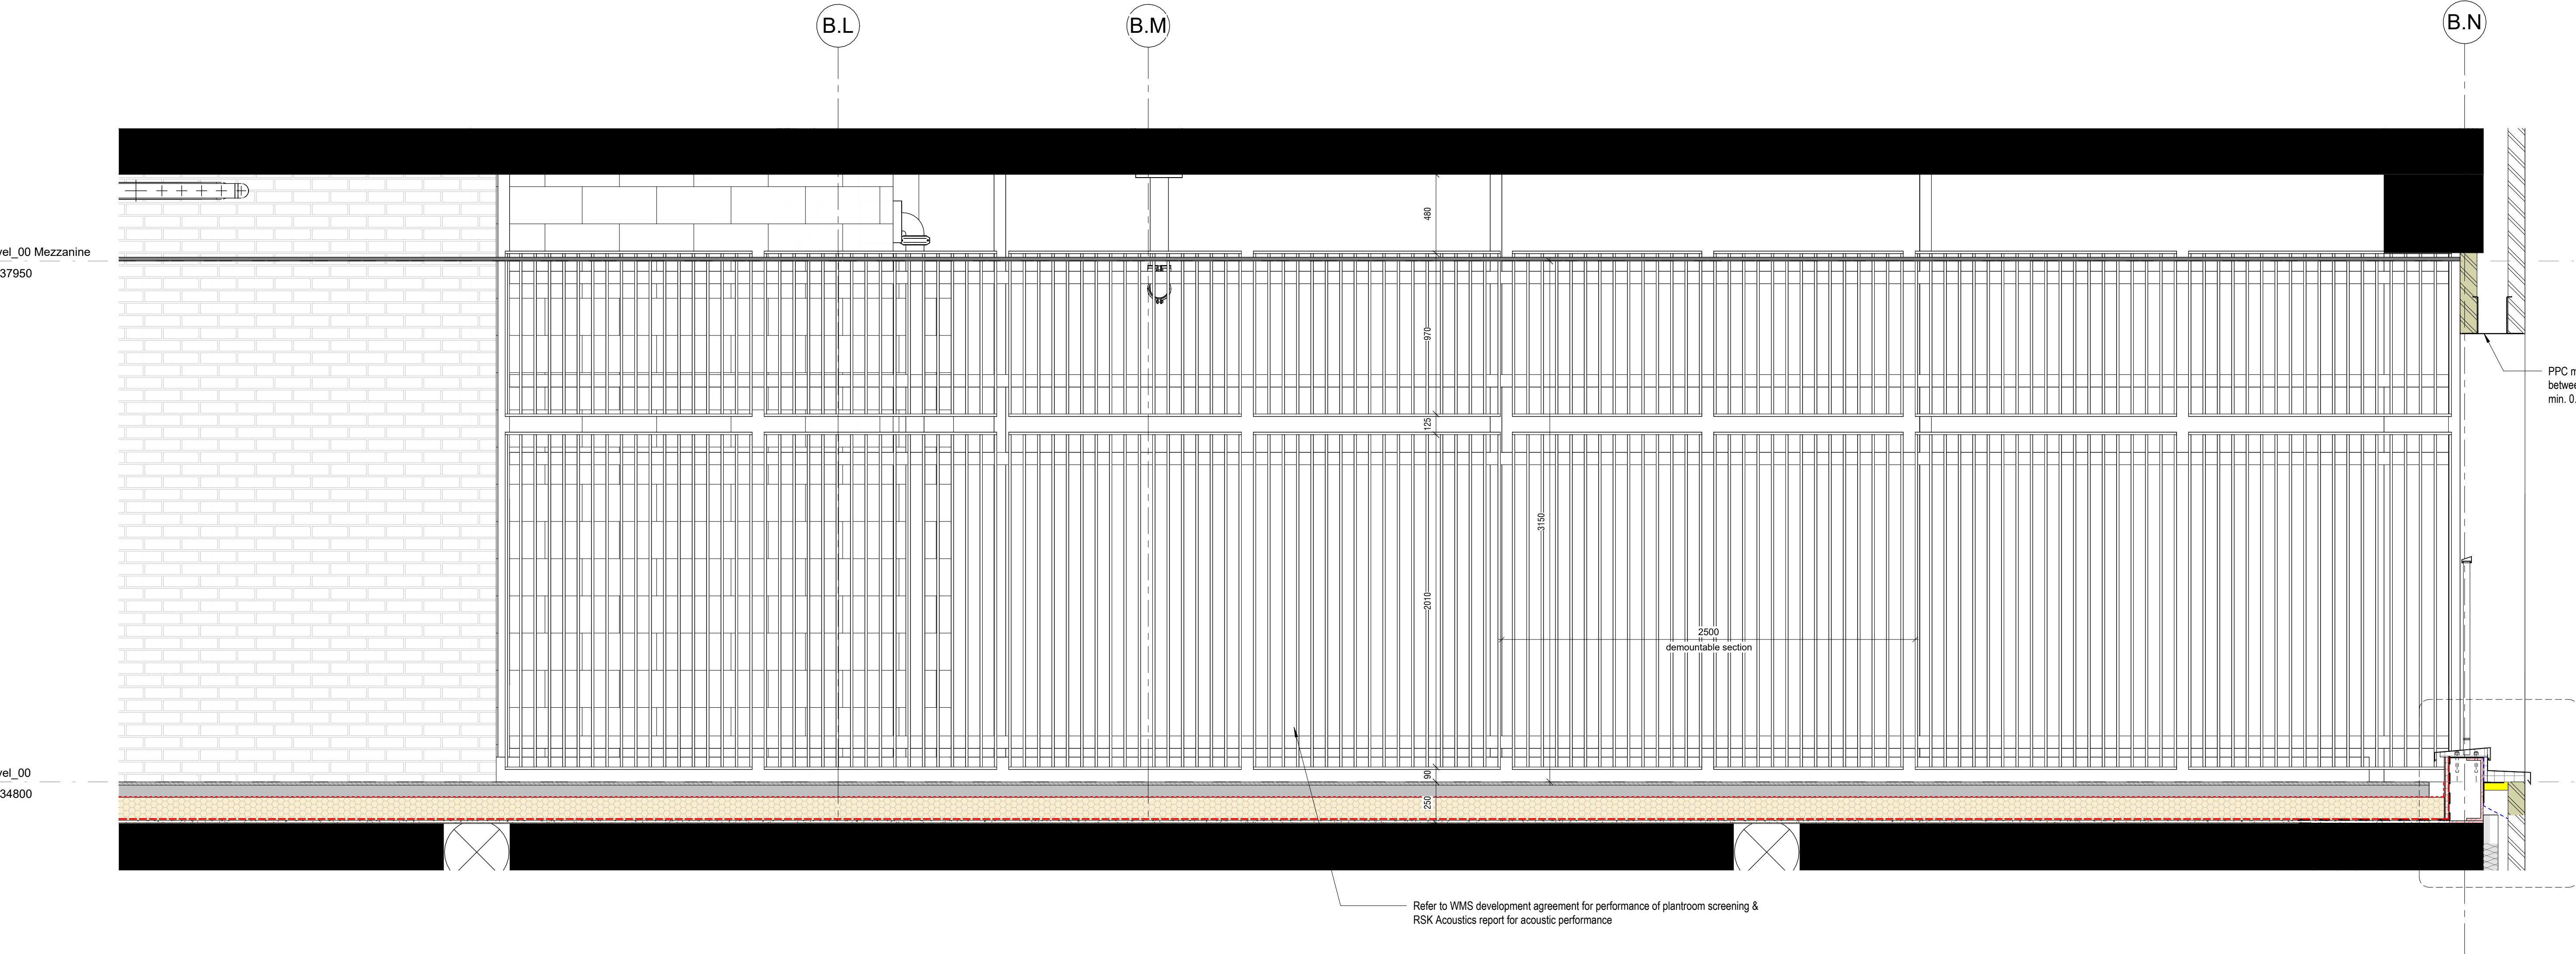 B.L
B.M
B.N
vel_00 Mezzanine
37950
480
970
125
PPC m
betwee
min. 0.
3150
2010
2500
demountable section
vel_00
34800
90
250
Refer to WMS development agreement for performance of plantroom screening &
RSK Acoustics report for acoustic performance